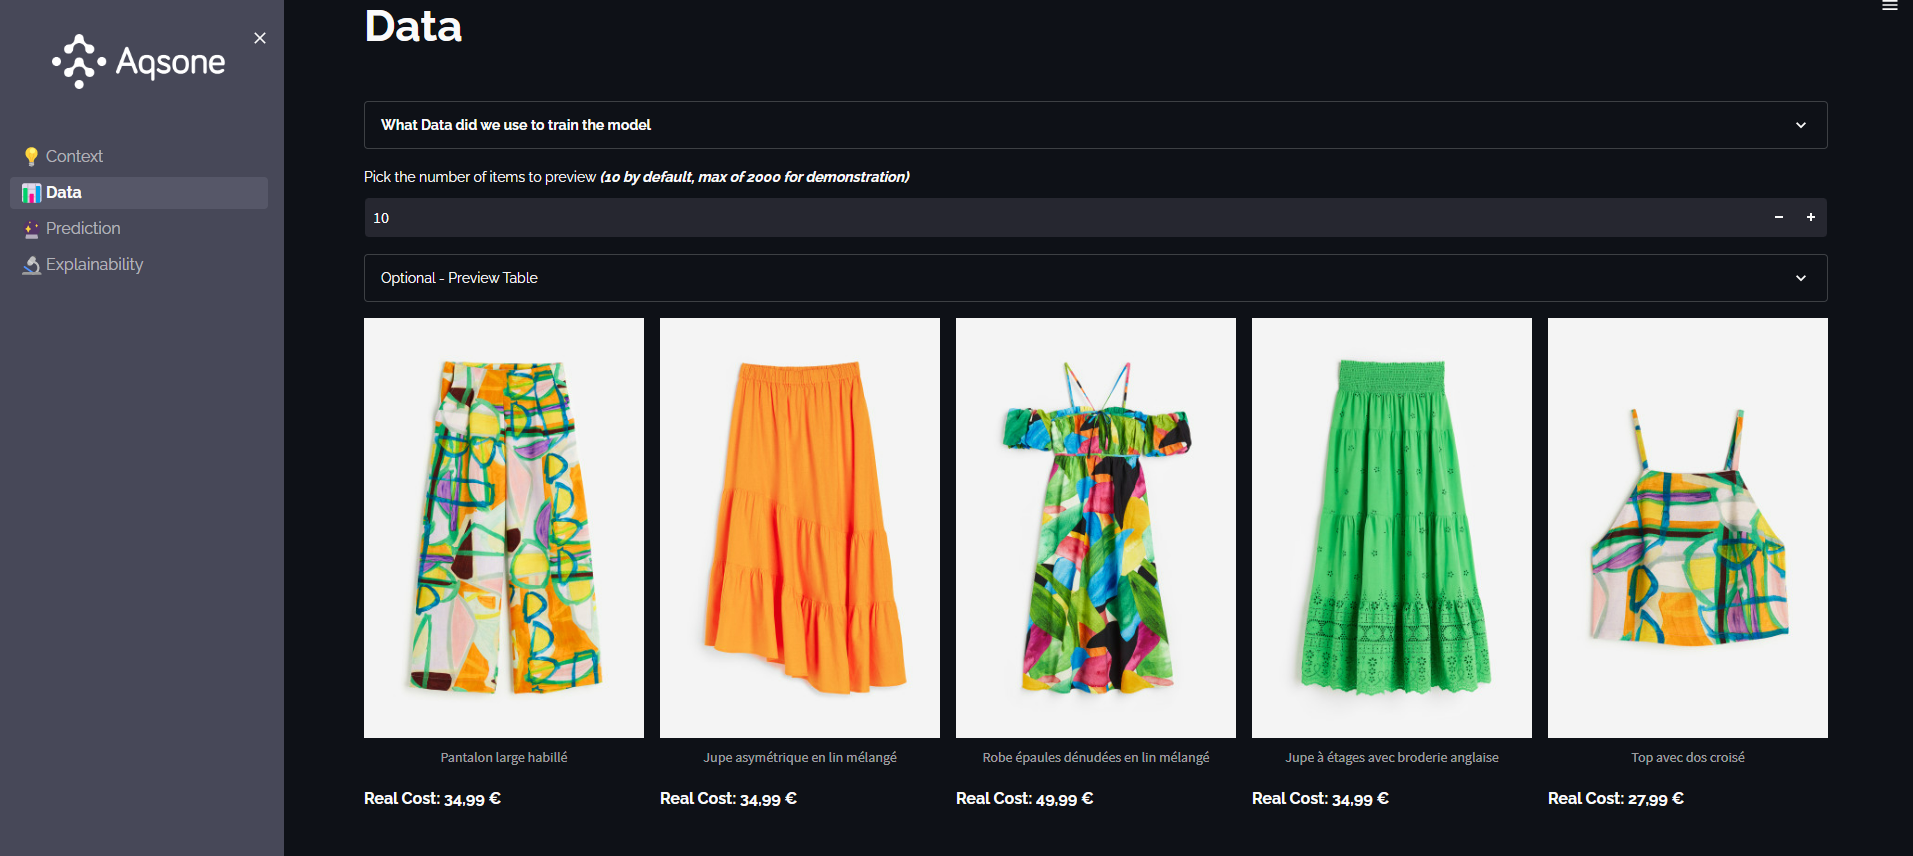 Aqsone
Context
Data
Prediction
Explainability
Data
What Data did we use to train the model
Pick the number of items to preview (10 by default, max of 2000 for demonstration)
10
Optional - Preview Table
Pantalon large habillé
Real Cost: 34,99 €
Jupe asymétrique en lin mélangé
Real Cost: 34,99 €
Robe épaules dénudées en lin mélangé
Real Cost: 49,99 €
Jupe à étages avec broderie anglaise
Real Cost: 34,99 €
Top avec dos croisé
Real Cost: 27,99 €